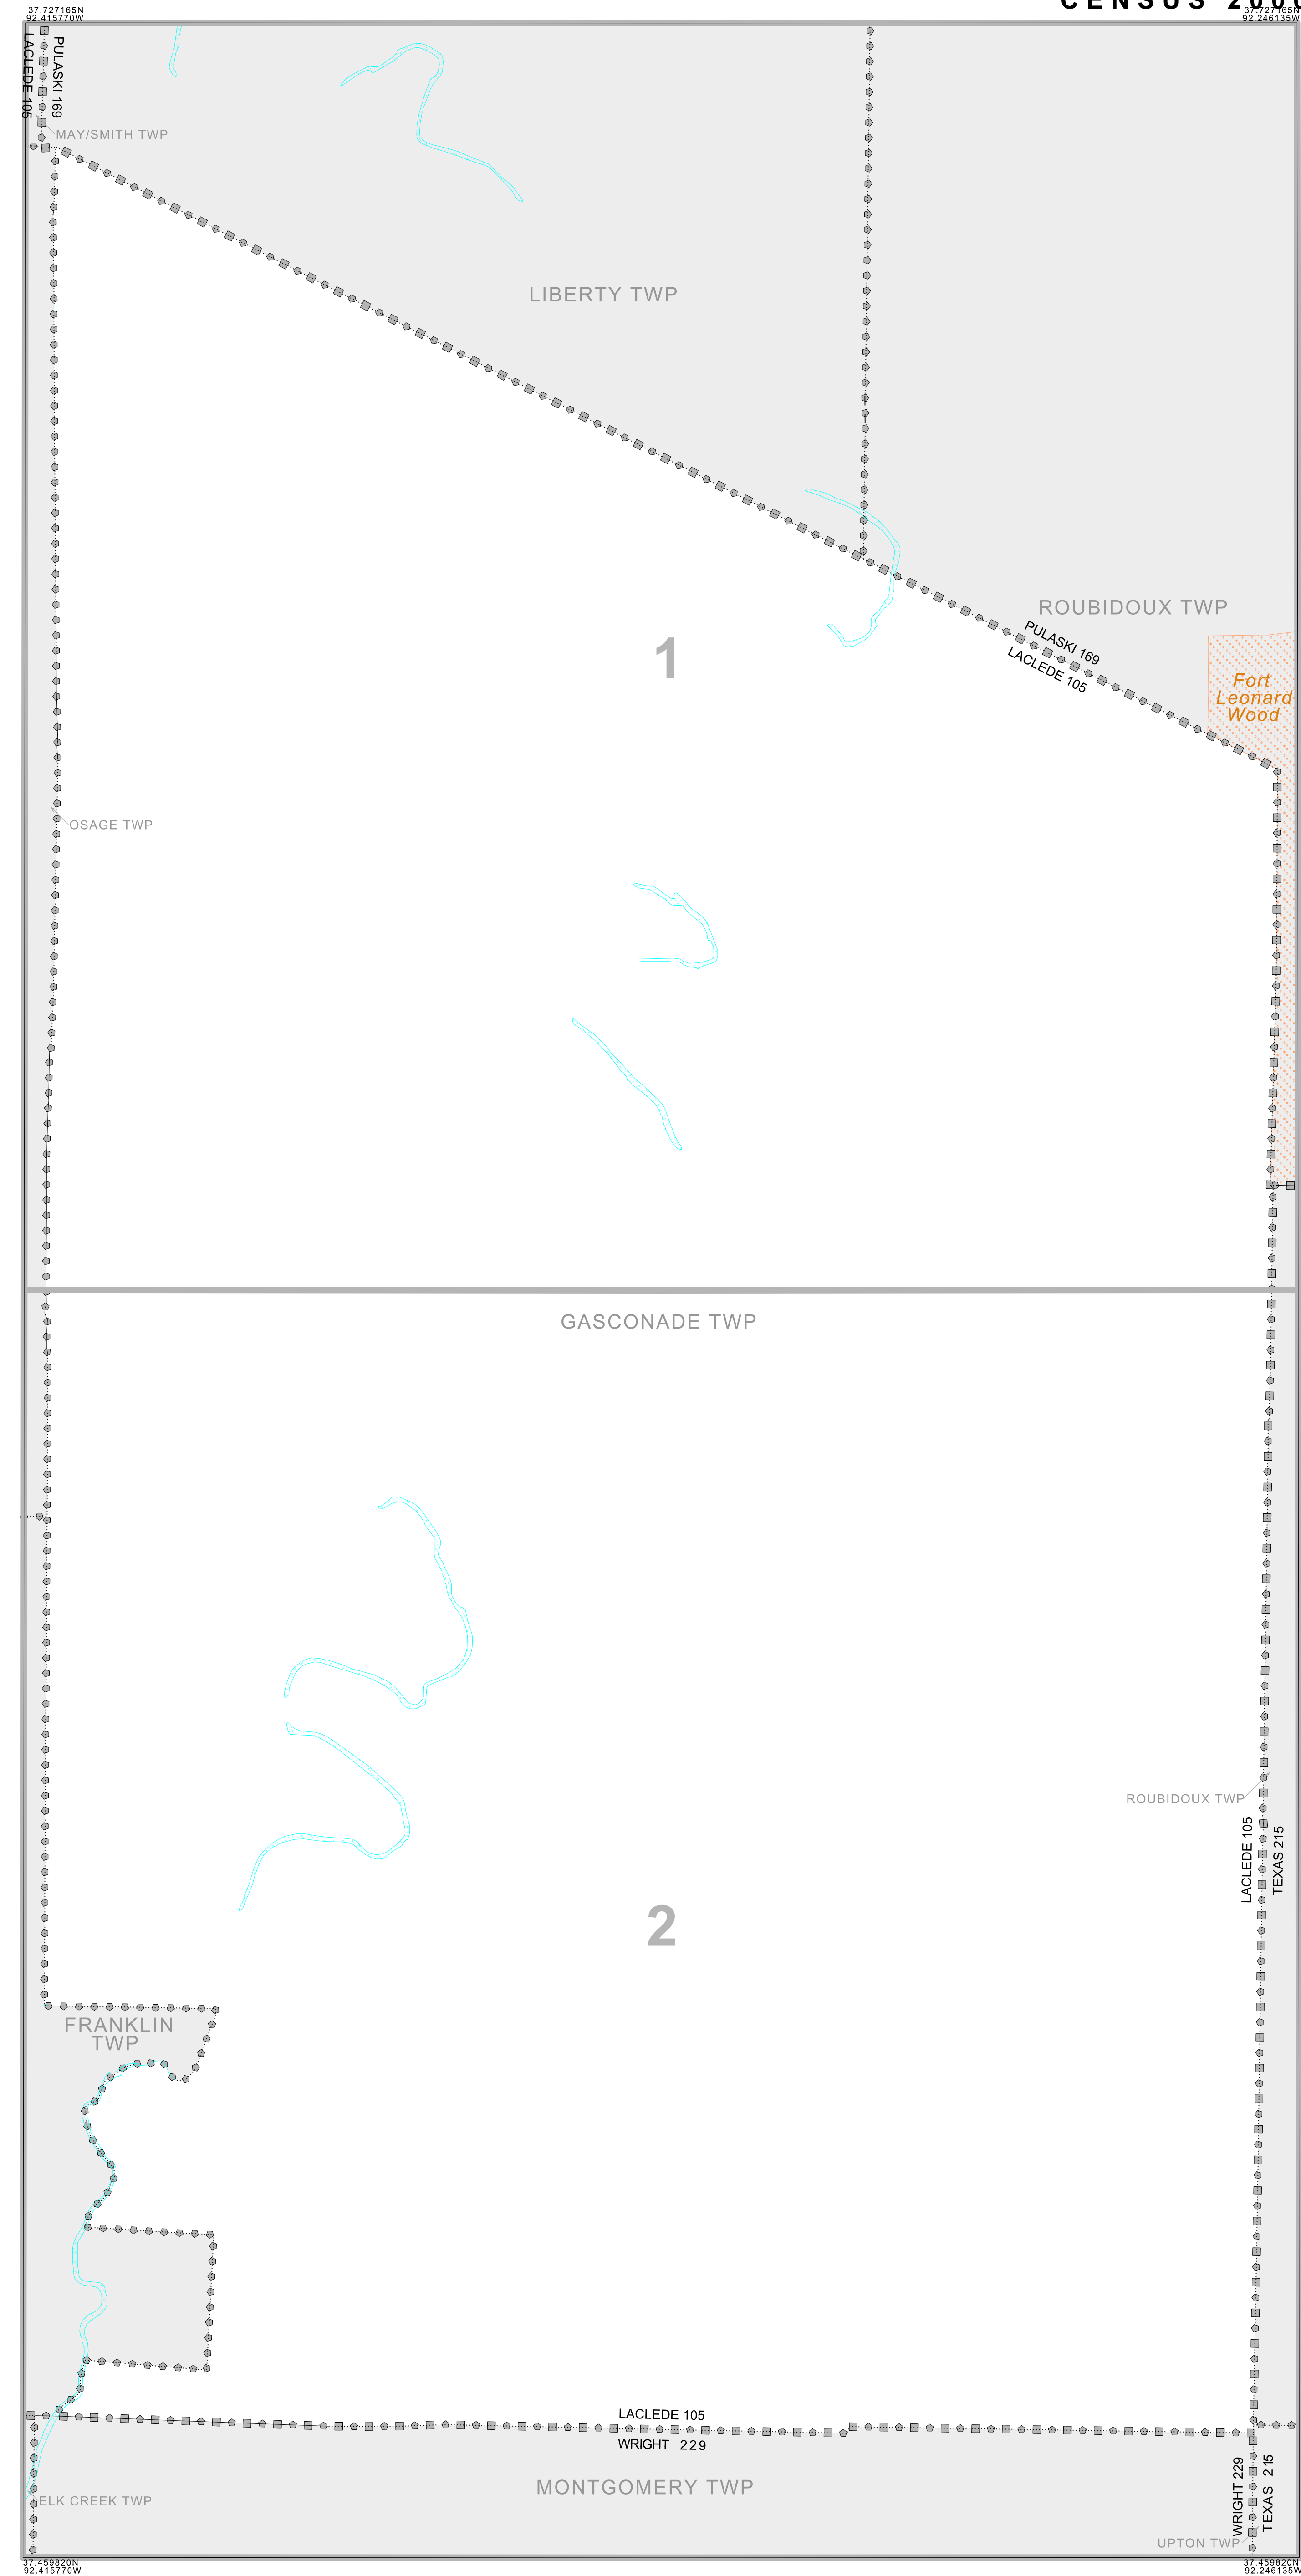 CENSUS 200
37.727165N
92.415770W
37.727165N
92.246135W
LACLEDE 105
PULASKI 169
MAY/SMITH TWP
LIBERTY TWP
ROUBIDOUX TWP
PULASKI 169
LACLEDE 105
1
Fort
Leonard
Wood
OSAGE TWP
GASCONADE TWP
ROUBIDOUX TWP
LACLEDE 105
TEXAS 215
2
FRANKLIN
TWP
LACLEDE 105
WRIGHT 229
MONTGOMERY TWP
ELK CREEK TWP
WRIGHT 229
TEXAS 215
UPTON TWP
37.459820N
92.415770W
37.459820N
92.246135W